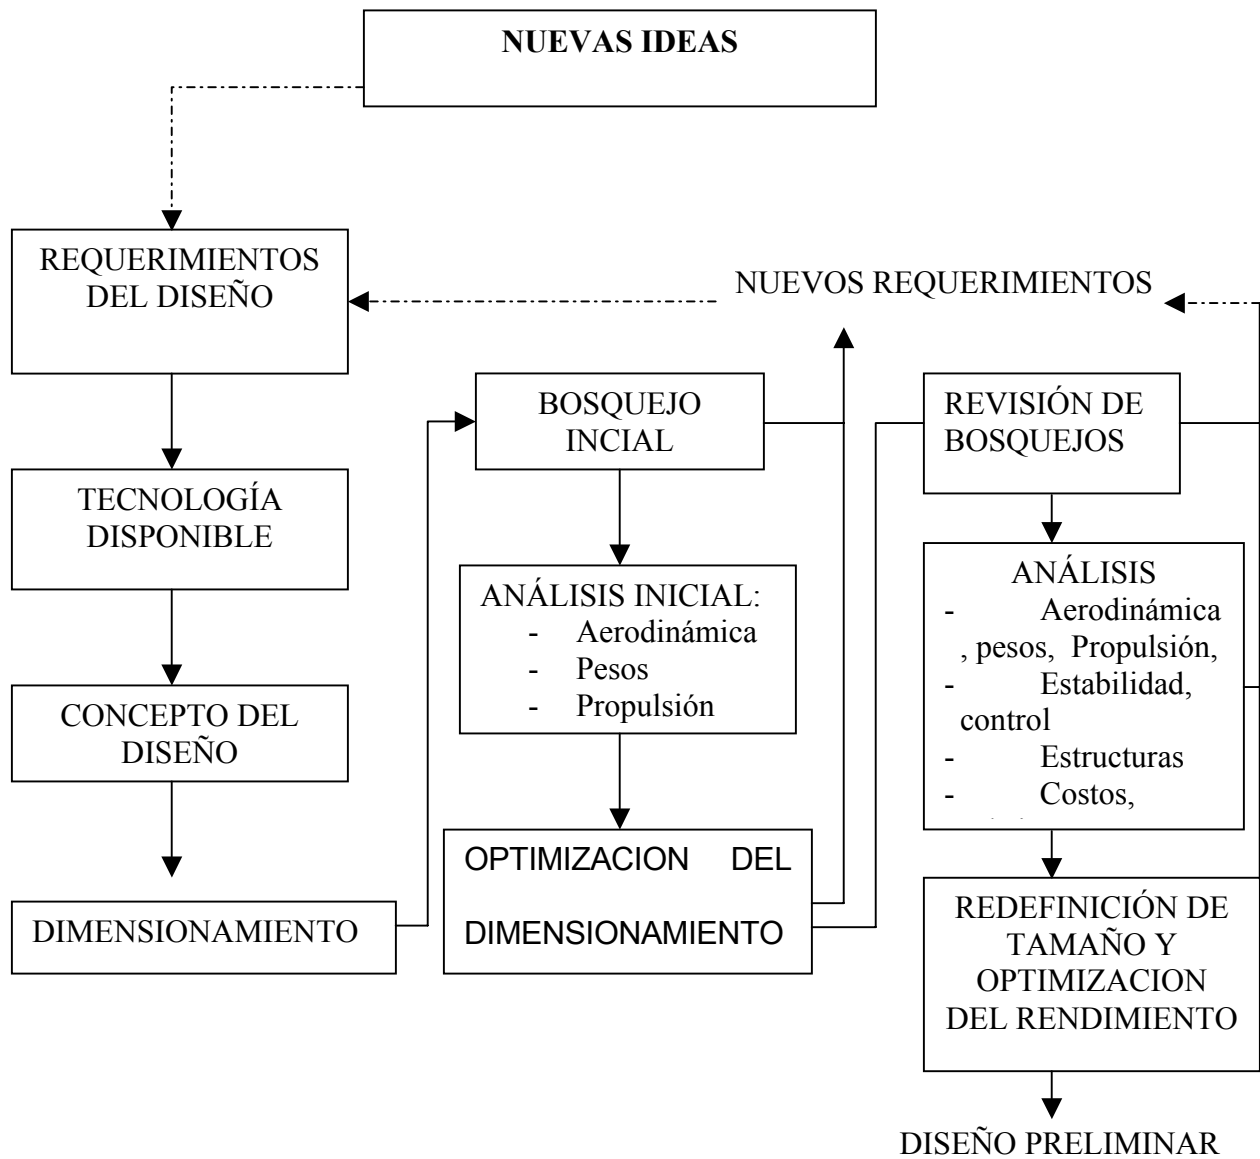 NUEVAS IDEAS
REQUERIMIENTOS
DEL DISEÑO
NUEVOS REQUERIMIENTOS
TECNOLOGÍA
DISPONIBLE
CONCEPTO DEL
DISEÑO
DIMENSIONAMIENTO
BOSQUEJO
INCIAL
ANÁLISIS INICIAL:
- Aerodinámica
- Pesos
- Propulsión
OPTIMIZACION DEL
DIMENSIONAMIENTO
REVISIÓN DE
BOSQUEJOS
ANÁLISIS
- Aerodinámica
, pesos, Propulsión,
- Estabilidad,
control
- Estructuras
- Costos,
REDEFINICIÓN DE
TAMAÑO Y
OPTIMIZACION
DEL RENDIMIENTO
DISEÑO PRELIMINAR